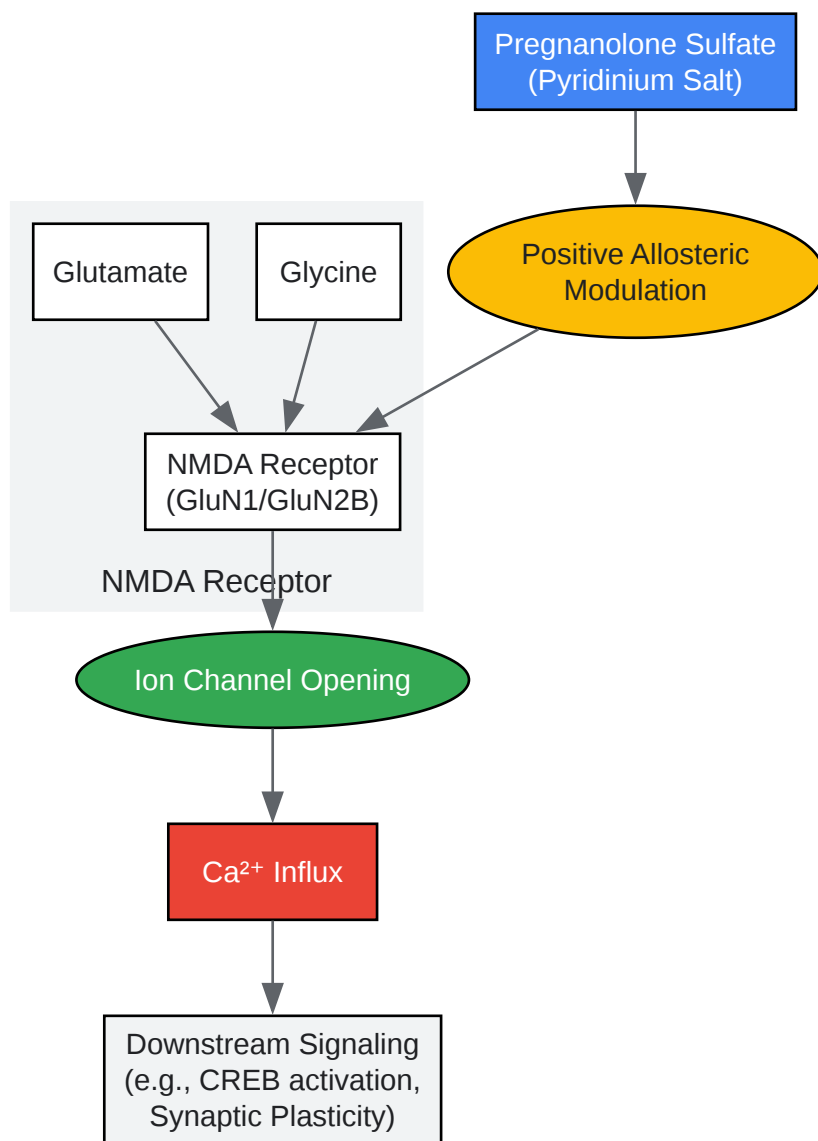 Pregnanolone Sulfate
(Pyridinium Salt)
Glutamate
Glycine
Positive Allosteric
Modulation
NMDA Receptor
(GluN1/GluN2B)
NMDA Receptor
Ion Channel Opening
Ca²⁺ Influx
Downstream Signaling
(e.g., CREB activation,
Synaptic Plasticity)